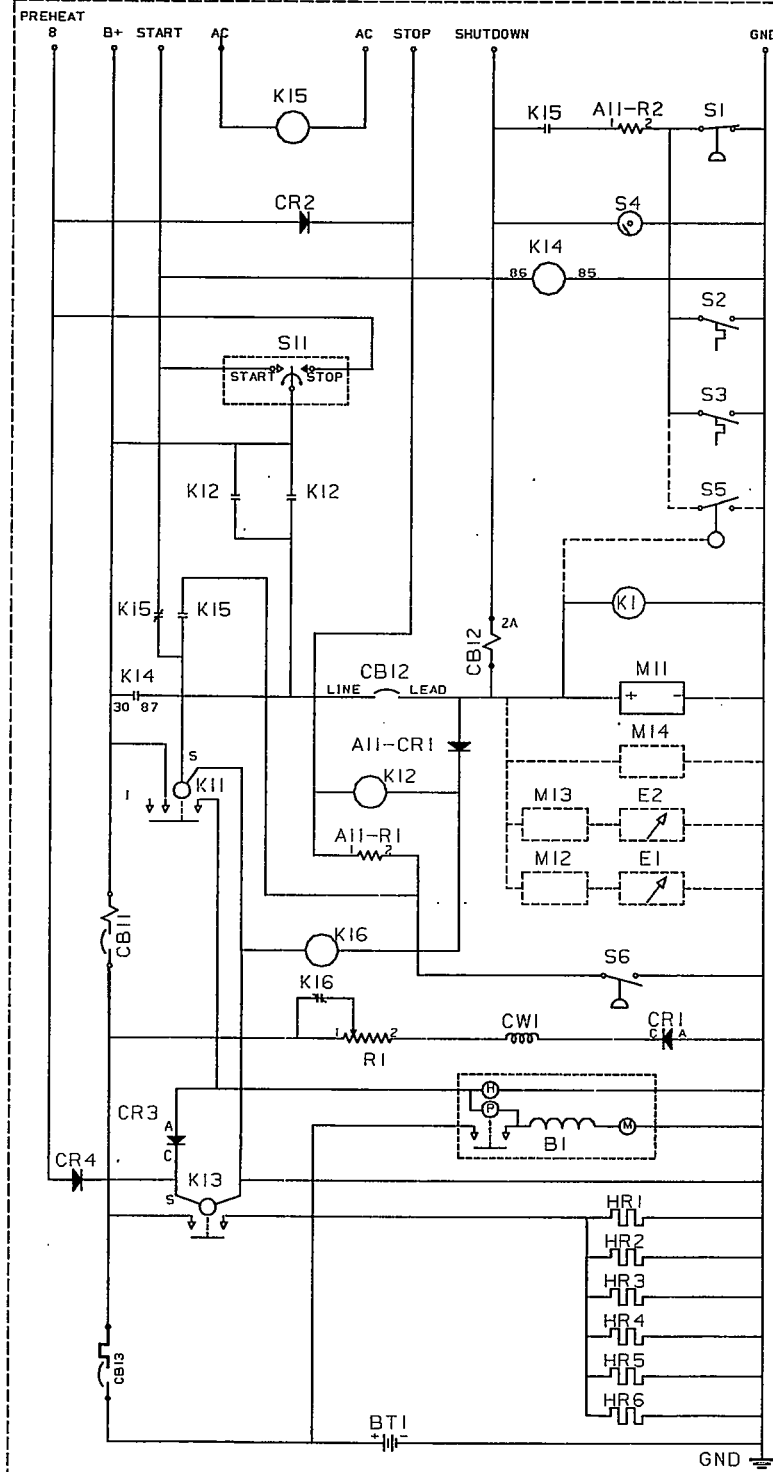 PREHEAT
8 B+ START AC AC STOP SHUTDOWN GND
K15
K15 A11-R2 S1
1 2
CR2 S4
K14
86 85
S2
S11
START STOP
S3
K12 K12
S5
K15 K15 K1
2A
CB12
K14 CB12 M11
LINE LEAD + -
30 87
M14
A11-CR1
S K12
K11 M13 E2
1
A11-R1 M12 E1
1 2
CB11
K16 S6
K16
CW1 CR1
1 2 C A
R1
H
CR3 P
A
M
B1
C
CR4 K13
S
HR1
HR2
HR3
HR4
CB13
HR5
HR6
BT1
+ -
GND